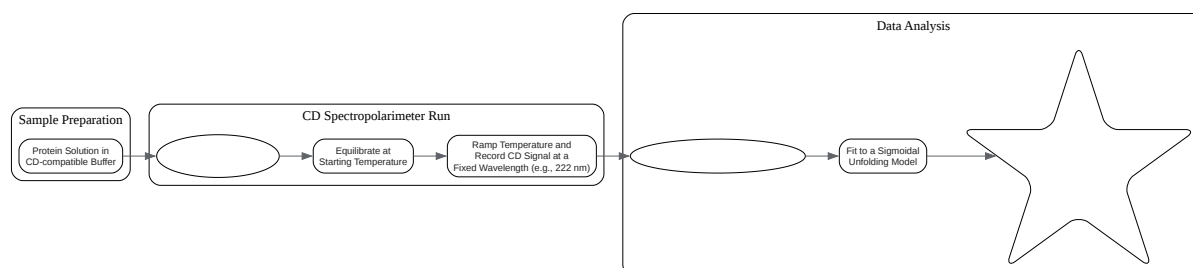 Data Analysis
Sample Preparation
CD Spectropolarimeter Run
Protein Solution in
CD-compatible Buffer
Equilibrate at
Starting Temperature
Ramp Temperature and
Record CD Signal at a
Fixed Wavelength (e.g., 222 nm)
Fit to a Sigmoidal
Unfolding Model